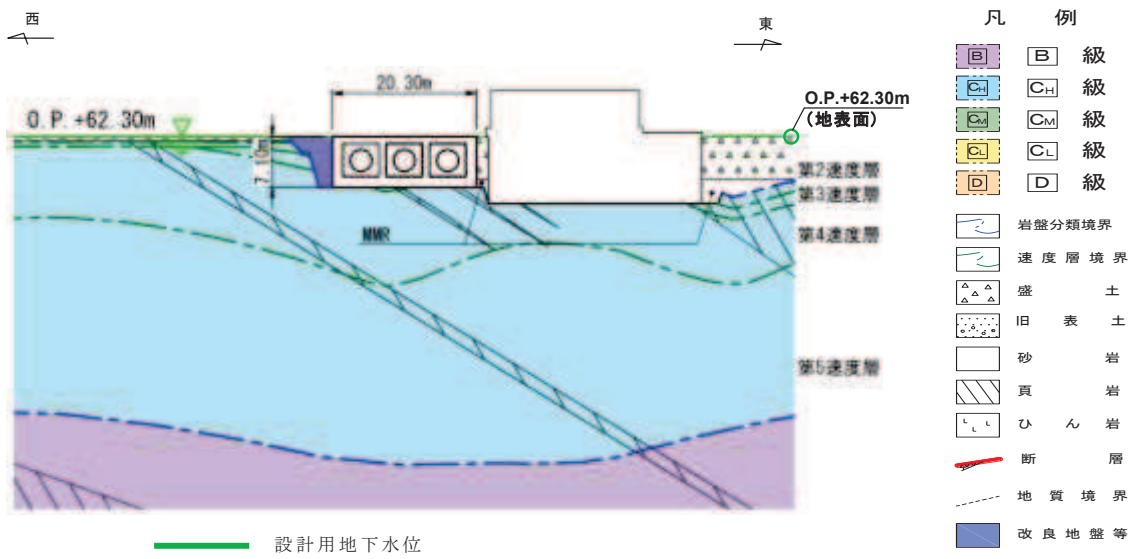 西
東
20.30m
O.P.+62.30m
7.10m
O.P.+62.30m
(地表面)
第2速度層
第3速度層
第4速度層
第5速度層
MMR
設計用地下水位
凡 例
B B 級
CH CH 級
CM CM 級
CL CL 級
D D 級
岩盤分類境界
速度層境界
盛 土
旧 表 土
砂 岩
頁 岩
ひ ん 岩
断 層
地質境界
改良地盤等